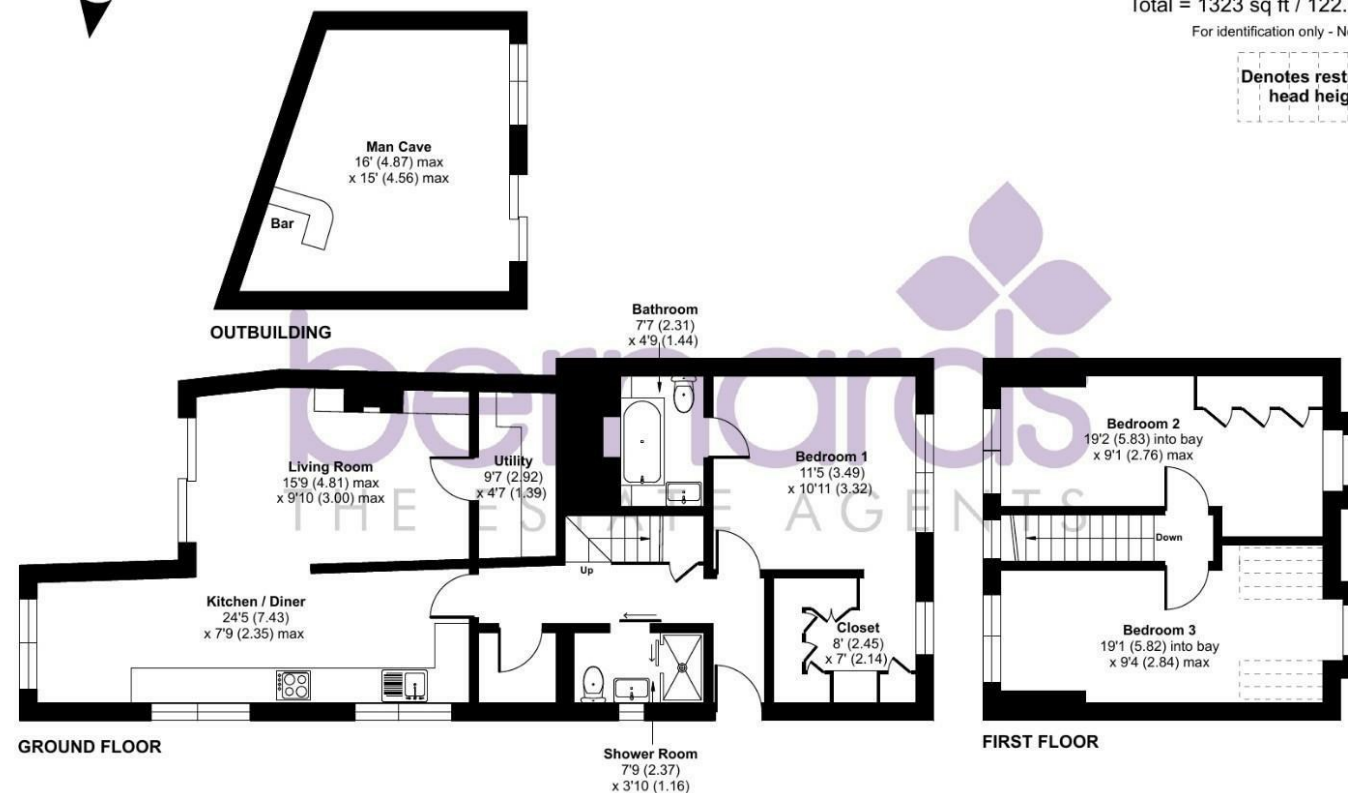 Total = 1323 sq ft / 122.
For identification only - N
Denotes rest
head heig
Man Cave
16' (4.87) max
x 15' (4.56) max
Bar
OUTBUILDING
bernards
THE ESTATE AGENTS
Bathroom
7'7 (2.31)
x 4'9 (1.44)
Living Room
15'9 (4.81) max
x 9'10 (3.00) max
Utility
9'7 (2.92)
x 4'7 (1.39)
Bedroom 1
11'5 (3.49)
x 10'11 (3.32)
Bedroom 2
19'2 (5.83) into bay
x 9'1 (2.76) max
Up
Down
Kitchen / Diner
24'5 (7.43)
x 7'9 (2.35) max
Closet
8' (2.45)
x 7' (2.14)
Bedroom 3
19'1 (5.82) into bay
x 9'4 (2.84) max
GROUND FLOOR
Shower Room
7'9 (2.37)
x 3'10 (1.16)
FIRST FLOOR